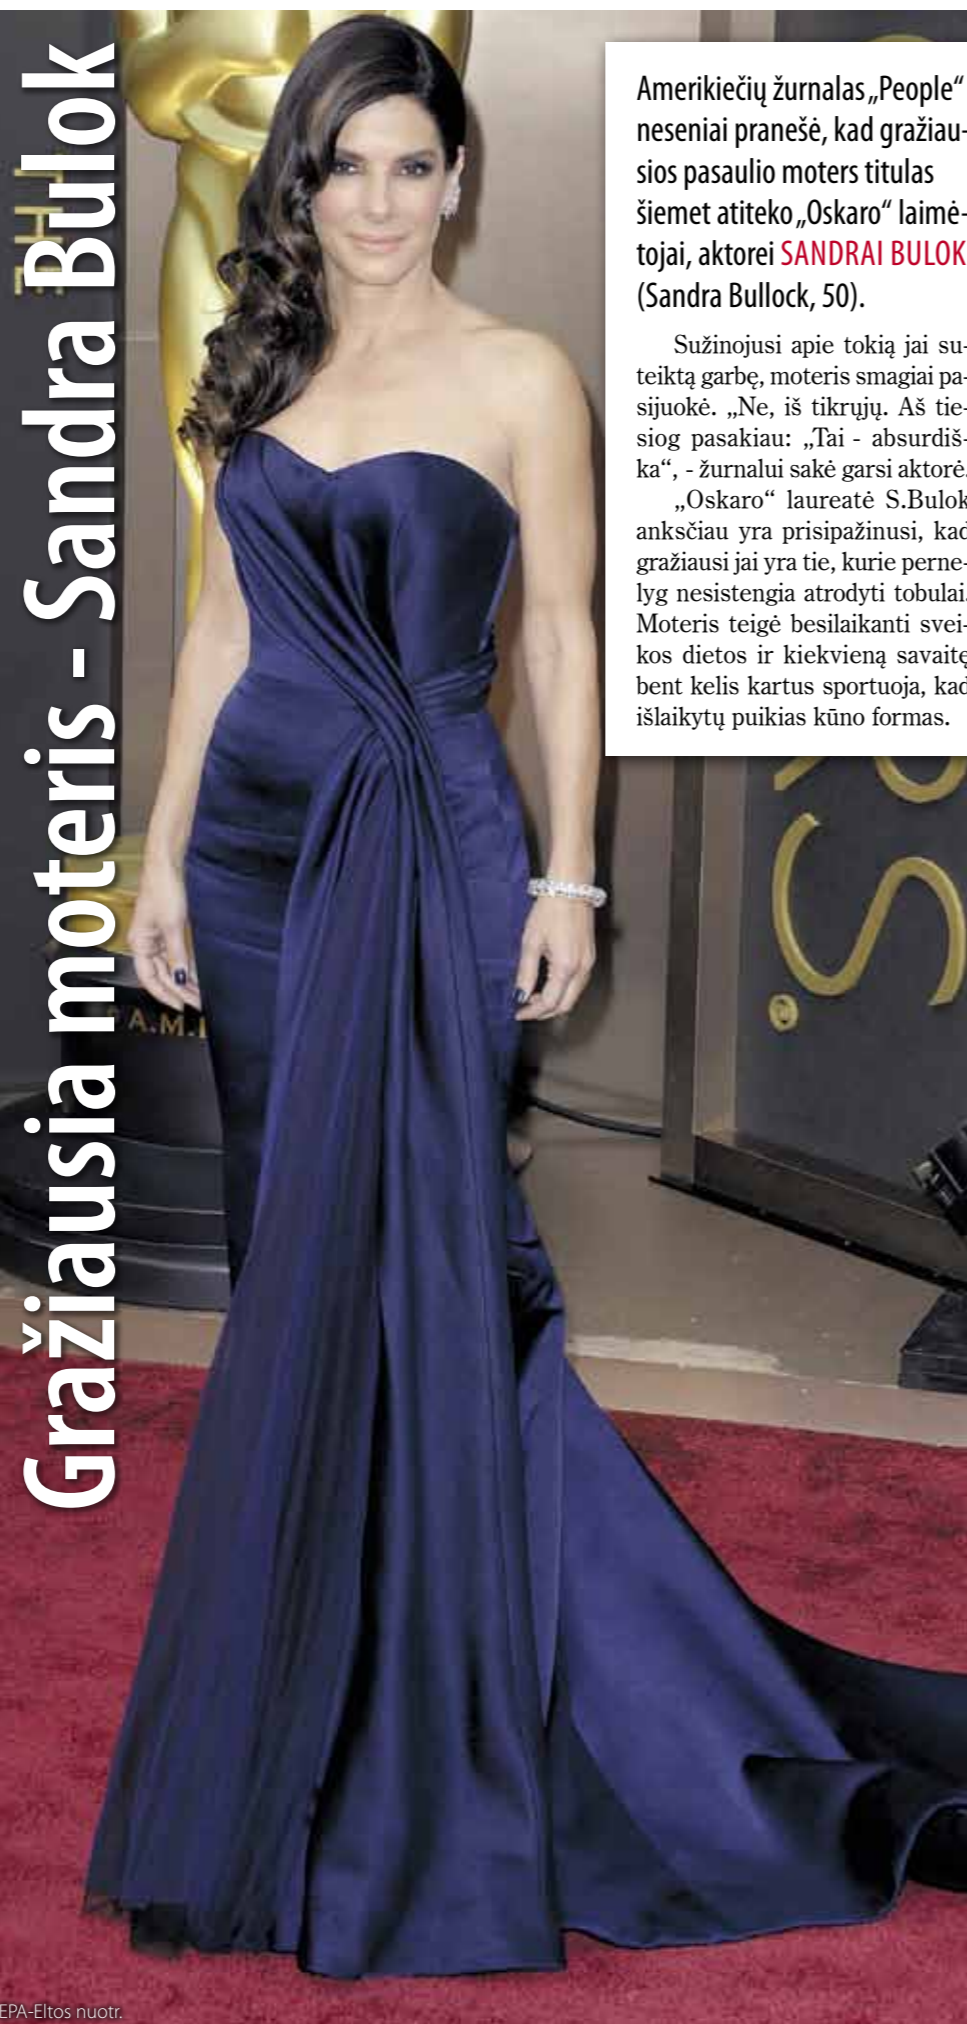 Gražiausia moteris - Sandra Bulok
Amerikiečių žurnalas „People“
neseniai pranešė, kad gražiau-
sios pasaulio moters titulas
šiemet atiteko „Oskaro“ laimė-
tojai, aktorei SANDRAI BULOK
(Sandra Bullock, 50).
Sužinojusi apie tokią jai su-
teiktą garbę, moteris smagiai pa-
sijuokė. „Ne, iš tikrųjų. Aš tie-
siog pasakiau: „Tai - absurdiš-
ka“, - žurnalui sakė garsi aktorė.
„Oskaro“ laureatė S.Bulok
anksčiau yra prisipažinusi, kad
gražiausi jai yra tie, kurie perne-
lyg nesistengia atrodyti tobulai.
Moteris teigė besilaikanti svei-
kos dietos ir kiekvieną savaitę
bent kelis kartus sportuoja, kad
išlaikytų puikias kūno formas.
THE
A.M.
EPA-Eltos nuotr.